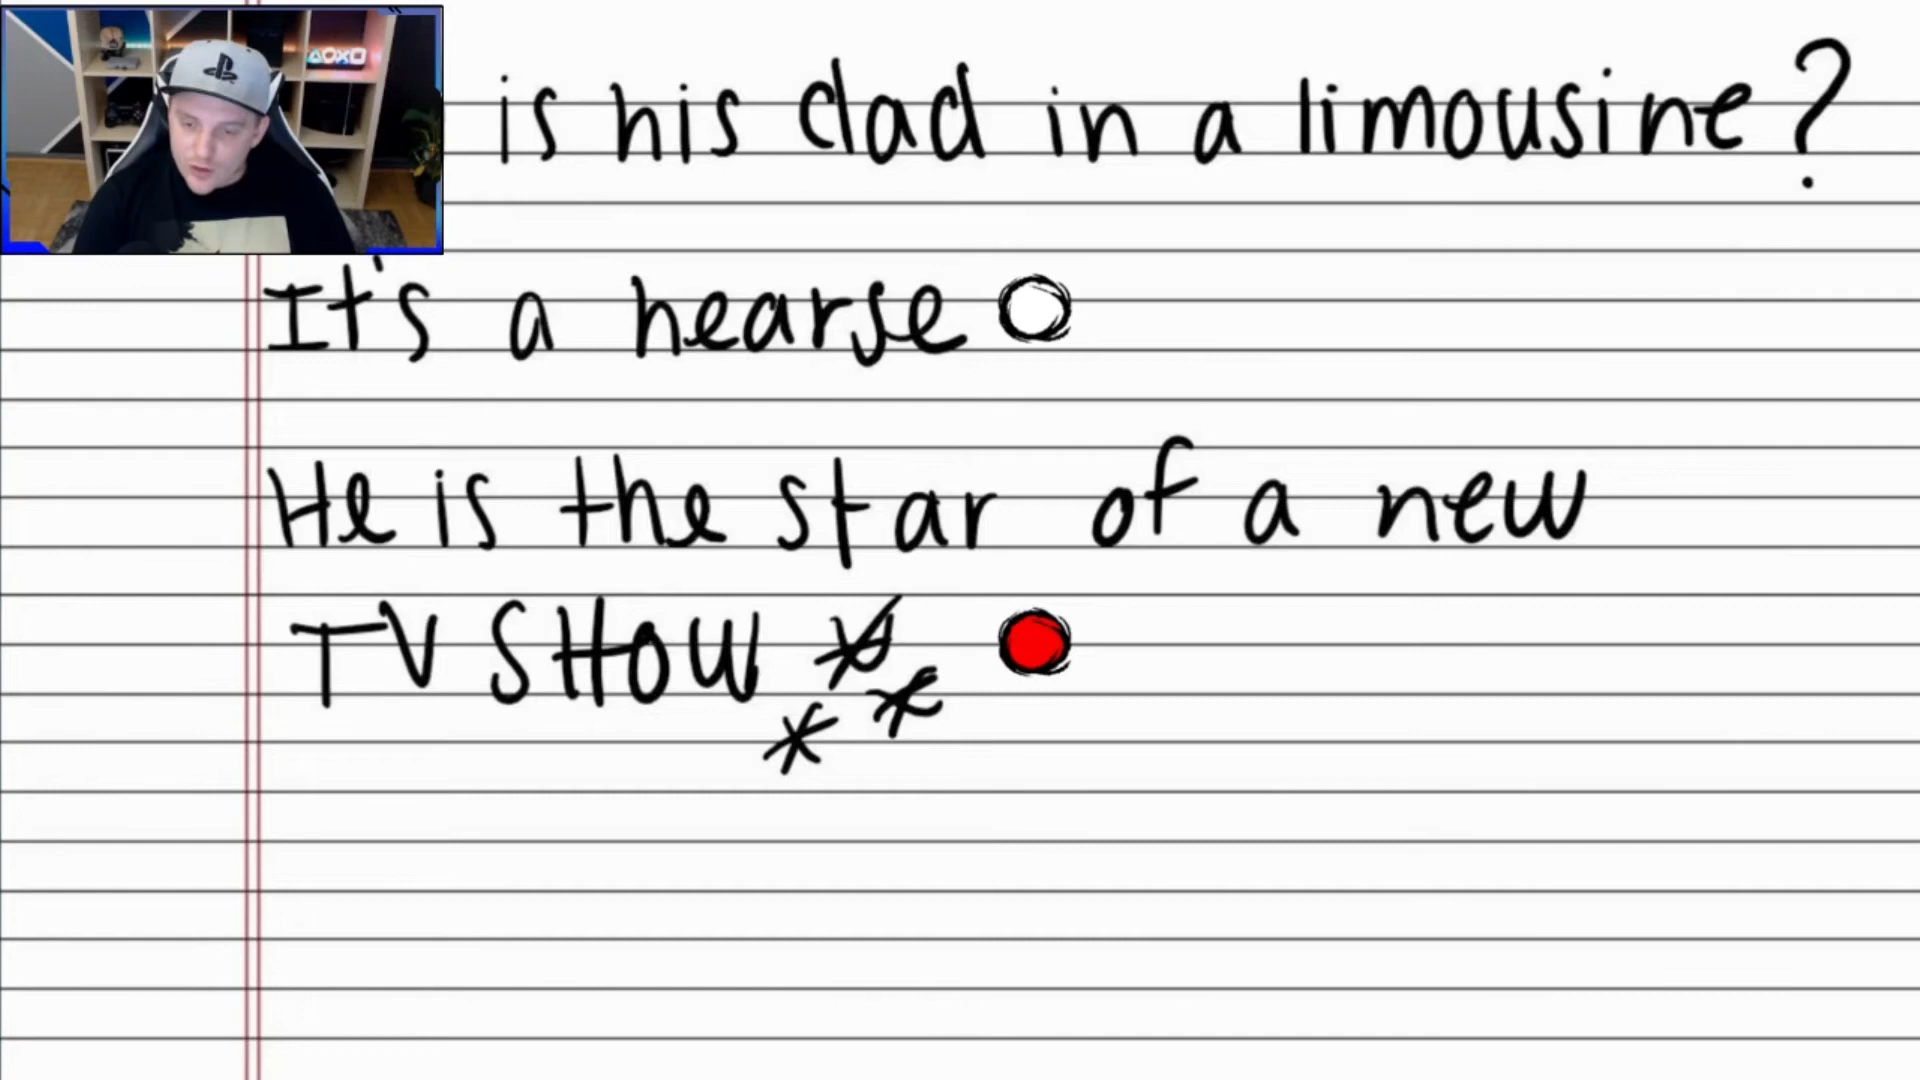 is his dad in a limousine?
It's a hearse
He is the star of a new
TV SHOW ***